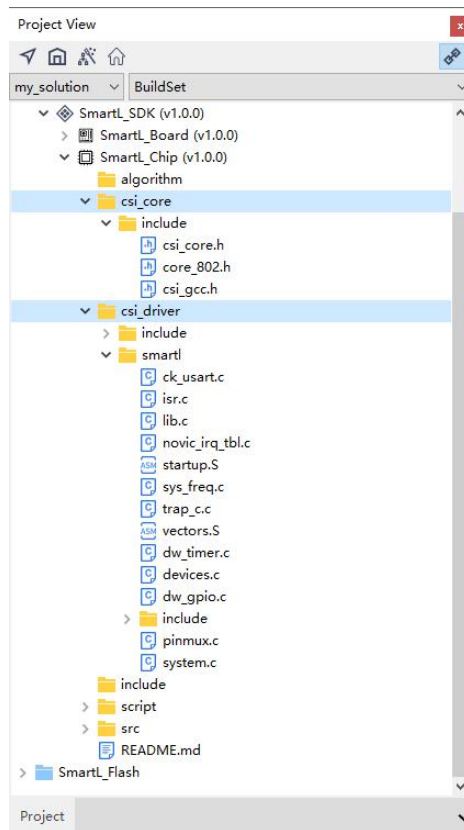 Project View
x
my_solution BuildSet
SmartL_SDK (v1.0.0)
SmartL_Board (v1.0.0)
SmartL_Chip (v1.0.0)
algorithm
csi_core
include
.h csi_core.h
.h core_802.h
.h csi_gcc.h
csi_driver
include
smartl
C ck_usart.c
C isr.c
C lib.c
C novic_irq_tbl.c
ASM startup.S
C sys_freq.c
C trap_c.c
ASM vectors.S
C dw_timer.c
C devices.c
C dw_gpio.c
include
C pinmux.c
C system.c
include
script
src
README.md
SmartL_Flash
Project